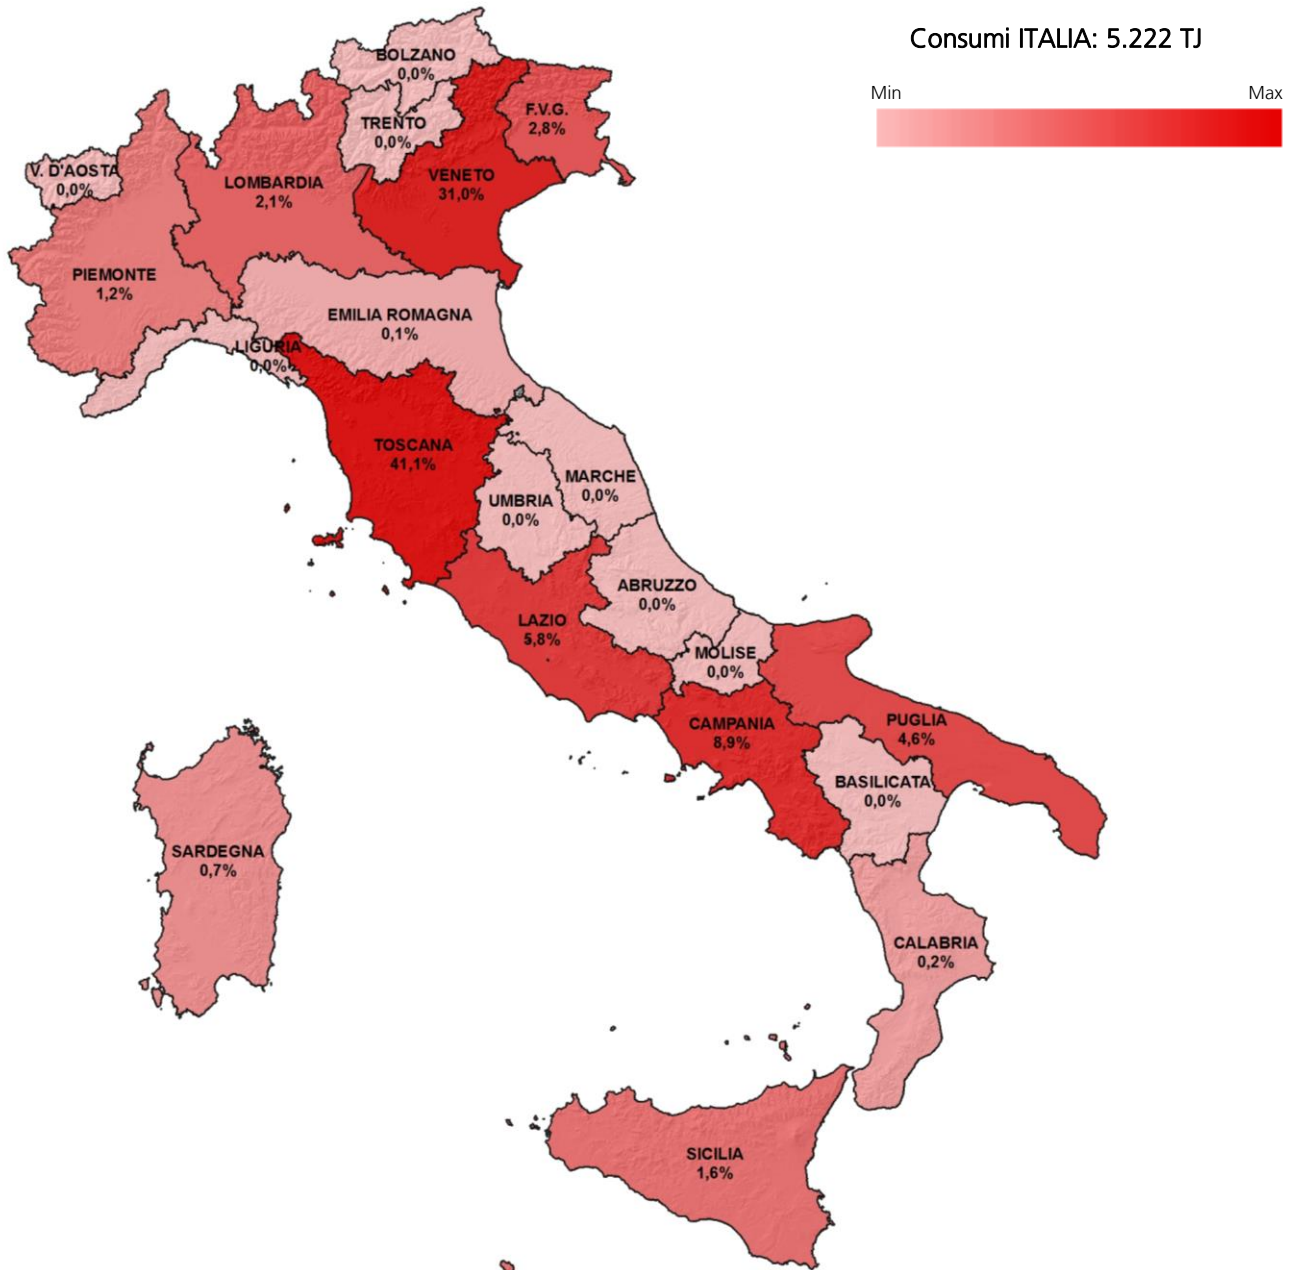 Consumi ITALIA: 5.222 TJ
Min
Max
BOLZANO
0,0%
TRENTO
0,0%
F.V.G.
2,8%
V. D'AOSTA
0,0%
LOMBARDIA
2,1%
VENETO
31,0%
PIEMONTE
1,2%
EMILIA ROMAGNA
0,1%
LIGURIA
0,0%
TOSCANA
41,1%
MARCHE
0,0%
UMBRIA
0,0%
ABRUZZO
0,0%
LAZIO
5,8%
MOLISE
0,0%
CAMPANIA
8,9%
PUGLIA
4,6%
BASILICATA
0,0%
SARDEGNA
0,7%
CALABRIA
0,2%
SICILIA
1,6%